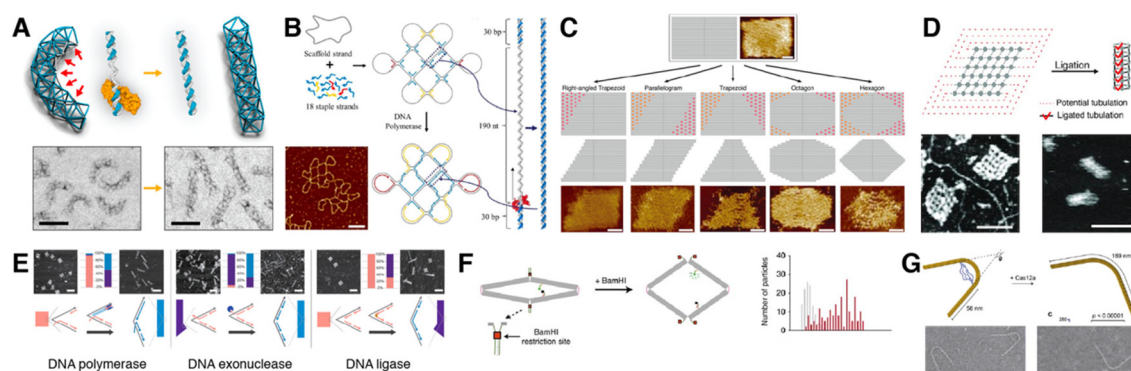 A
B
Scaffold strand
+
18 staple strands
DNA
Polymerase
30 bp
190 nt
30 bp
C
Right-angled Trapezoid
Parallelogram
Trapezoid
Octagon
Hexagon
D
Ligation
Potential tubulation
Ligated tubulation
E
DNA polymerase
DNA exonuclease
DNA ligase
F
+ BamHI
BamHI
restriction site
Number of particles
G
θ
+ Cas12a
56 nm
189 nm
c
p < 0.00001